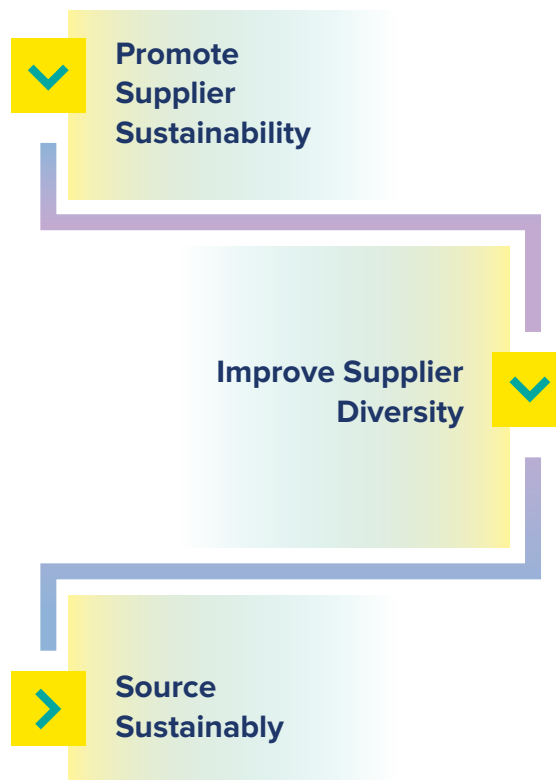 Promote
Supplier
Sustainability
Improve Supplier
Diversity
Source
Sustainably